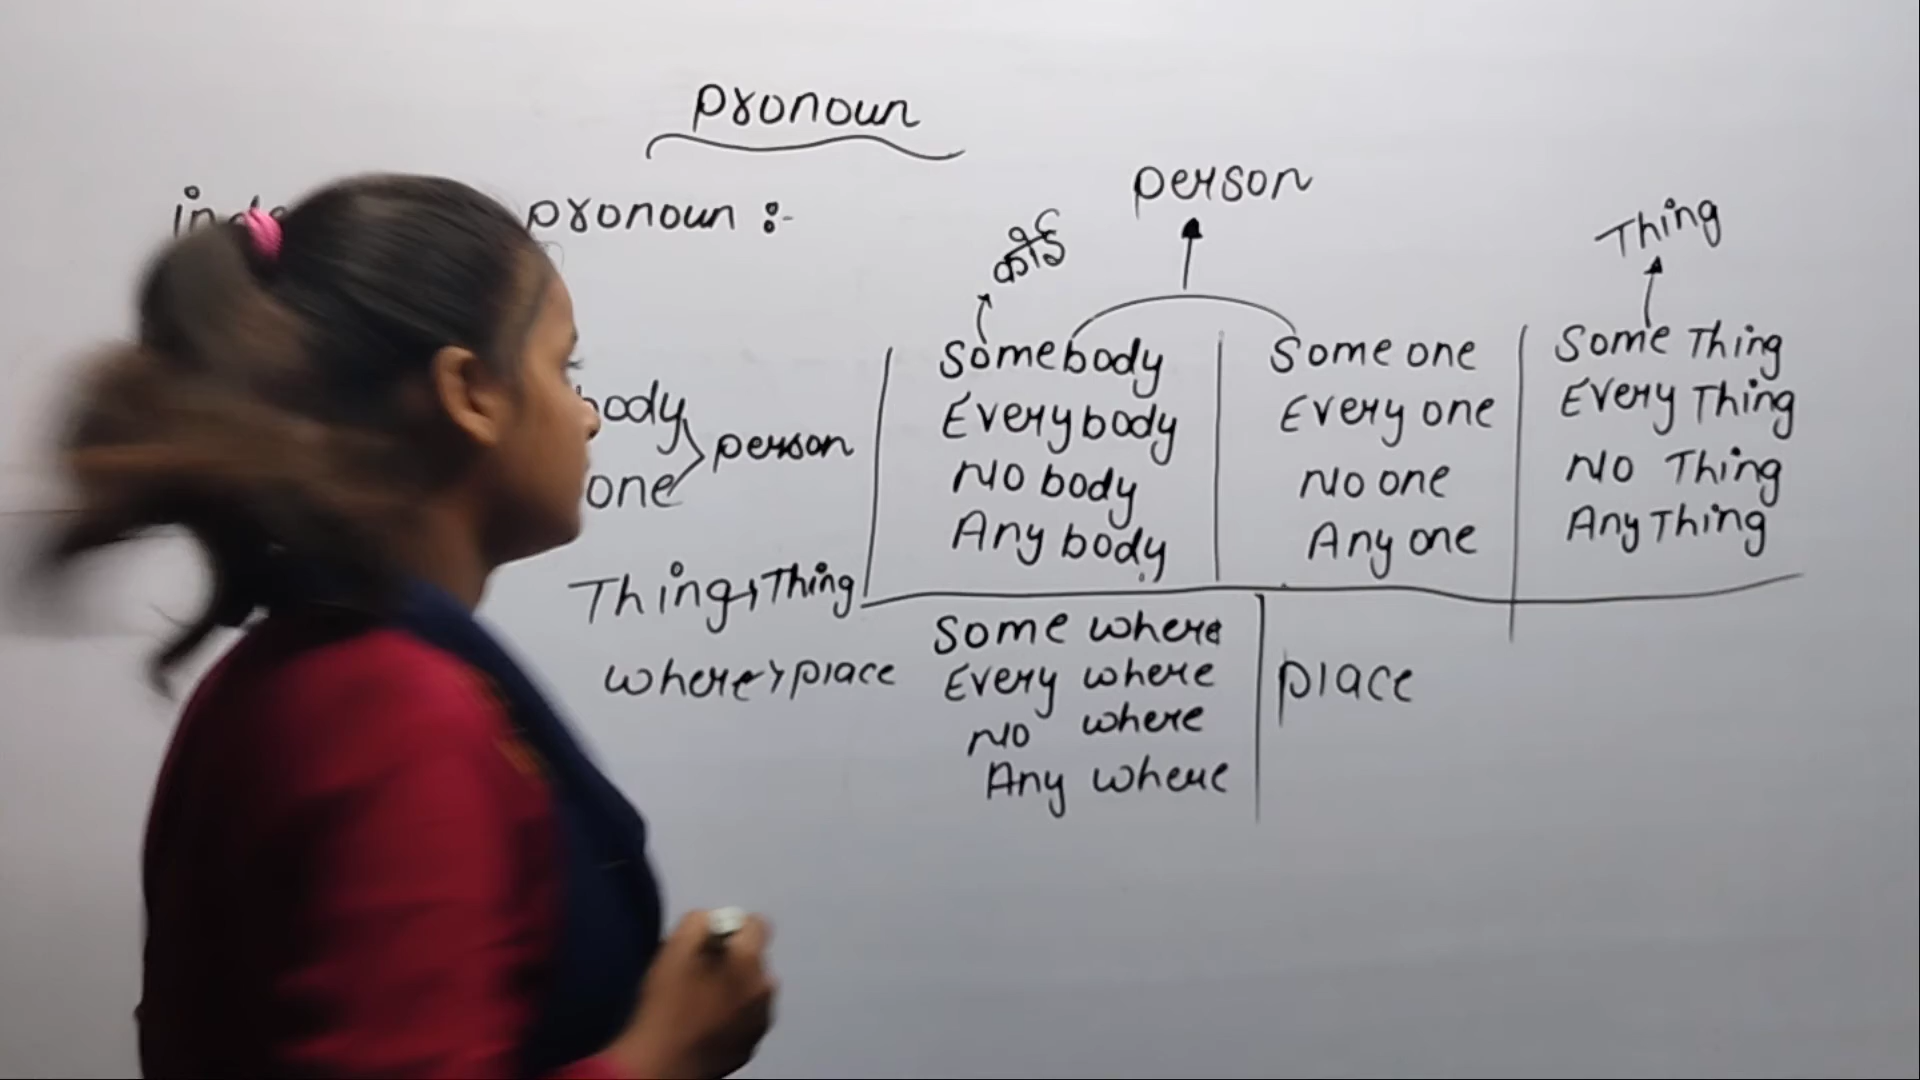 pronoun
pronoun :-
person
कोई
Thing
body
one
person
Thing, Thing
where > place
Somebody
Everybody
No body
Any body
Some one
Every one
No one
Any one
Some Thing
Every Thing
No Thing
Any Thing
Some where
Every where
No where
Any where
place